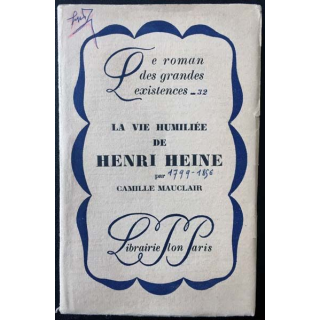 Le roman
des grandes
existences - 32
LA VIE HUMILIÉE
DE
HENRI HEINE
par 1799-1856
CAMILLE MAUCLAIR
Librairie Plon Paris